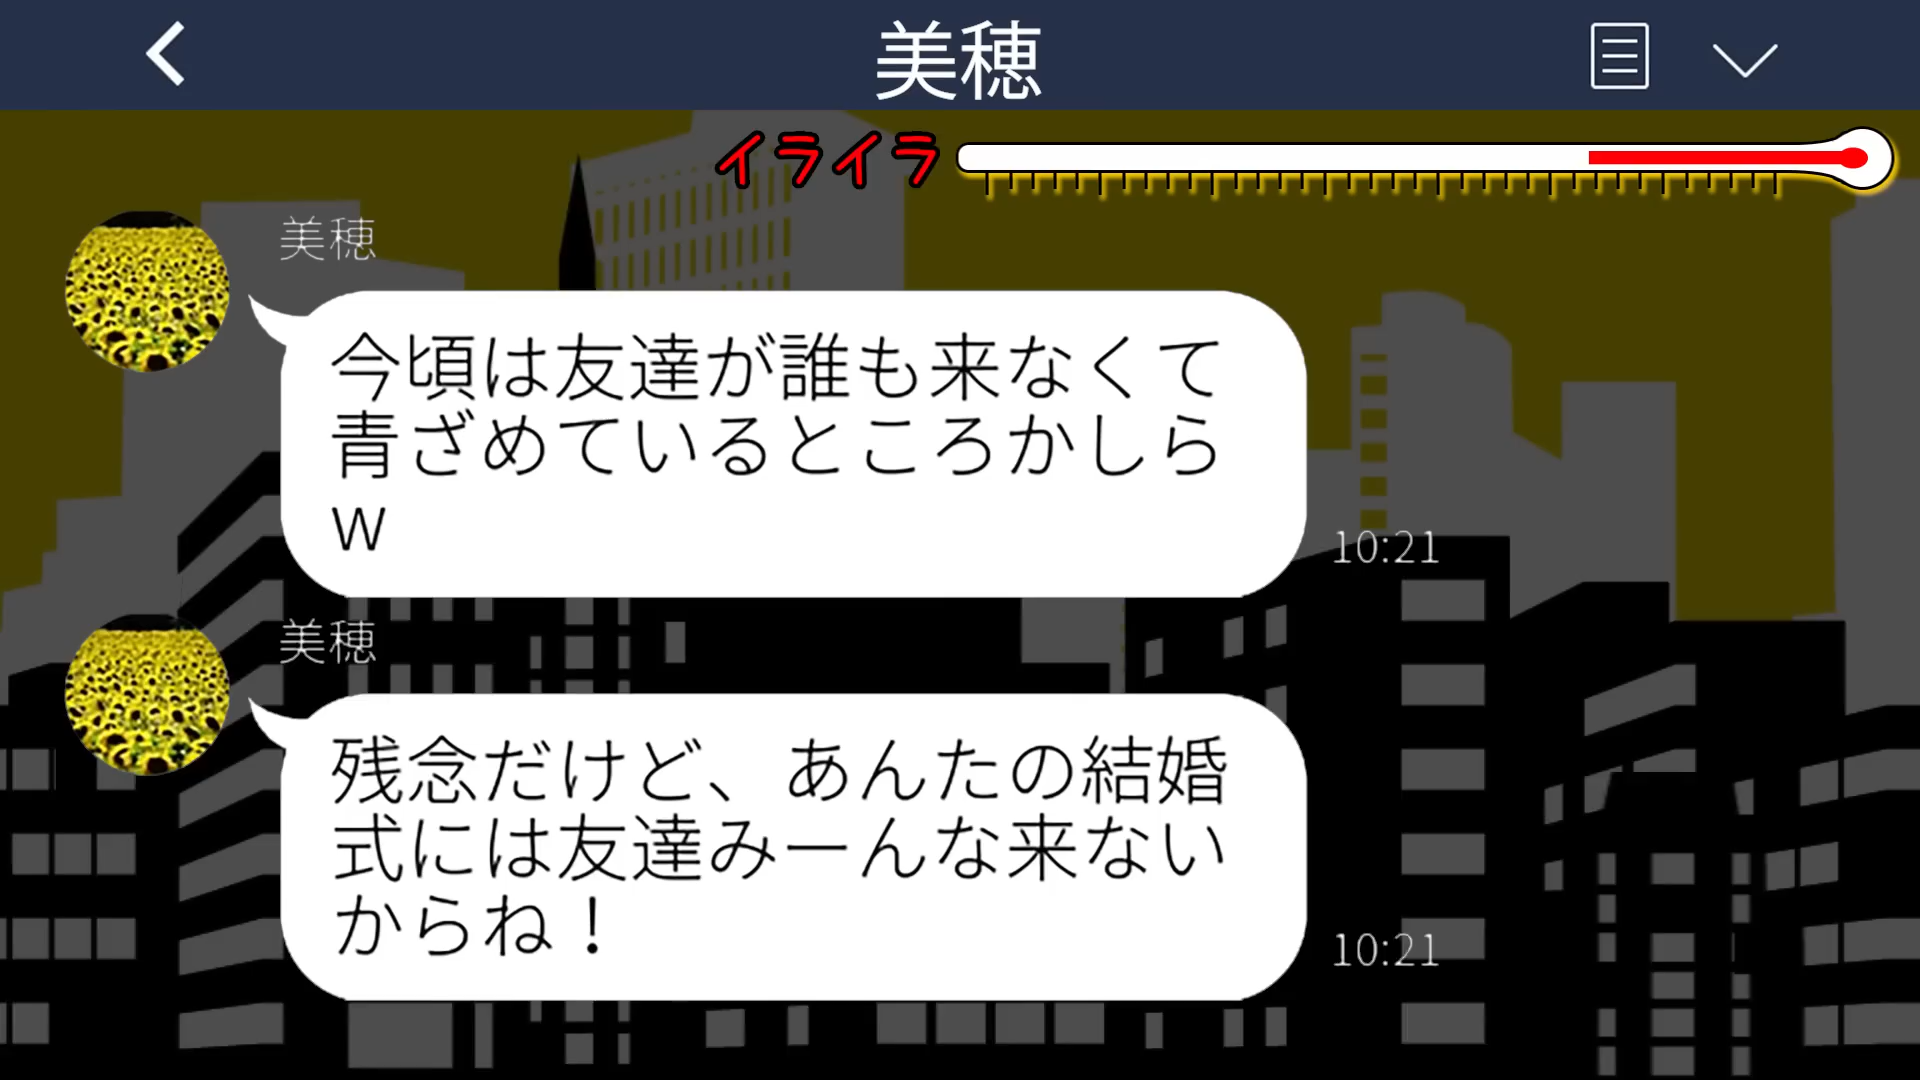 美穂
イライラ
美穂
今頃は友達が誰も来なくて
青ざめているところかしら
w
10:21
美穂
残念だけど、あんたの結婚
式には友達みーんな来ない
からね！
10:21